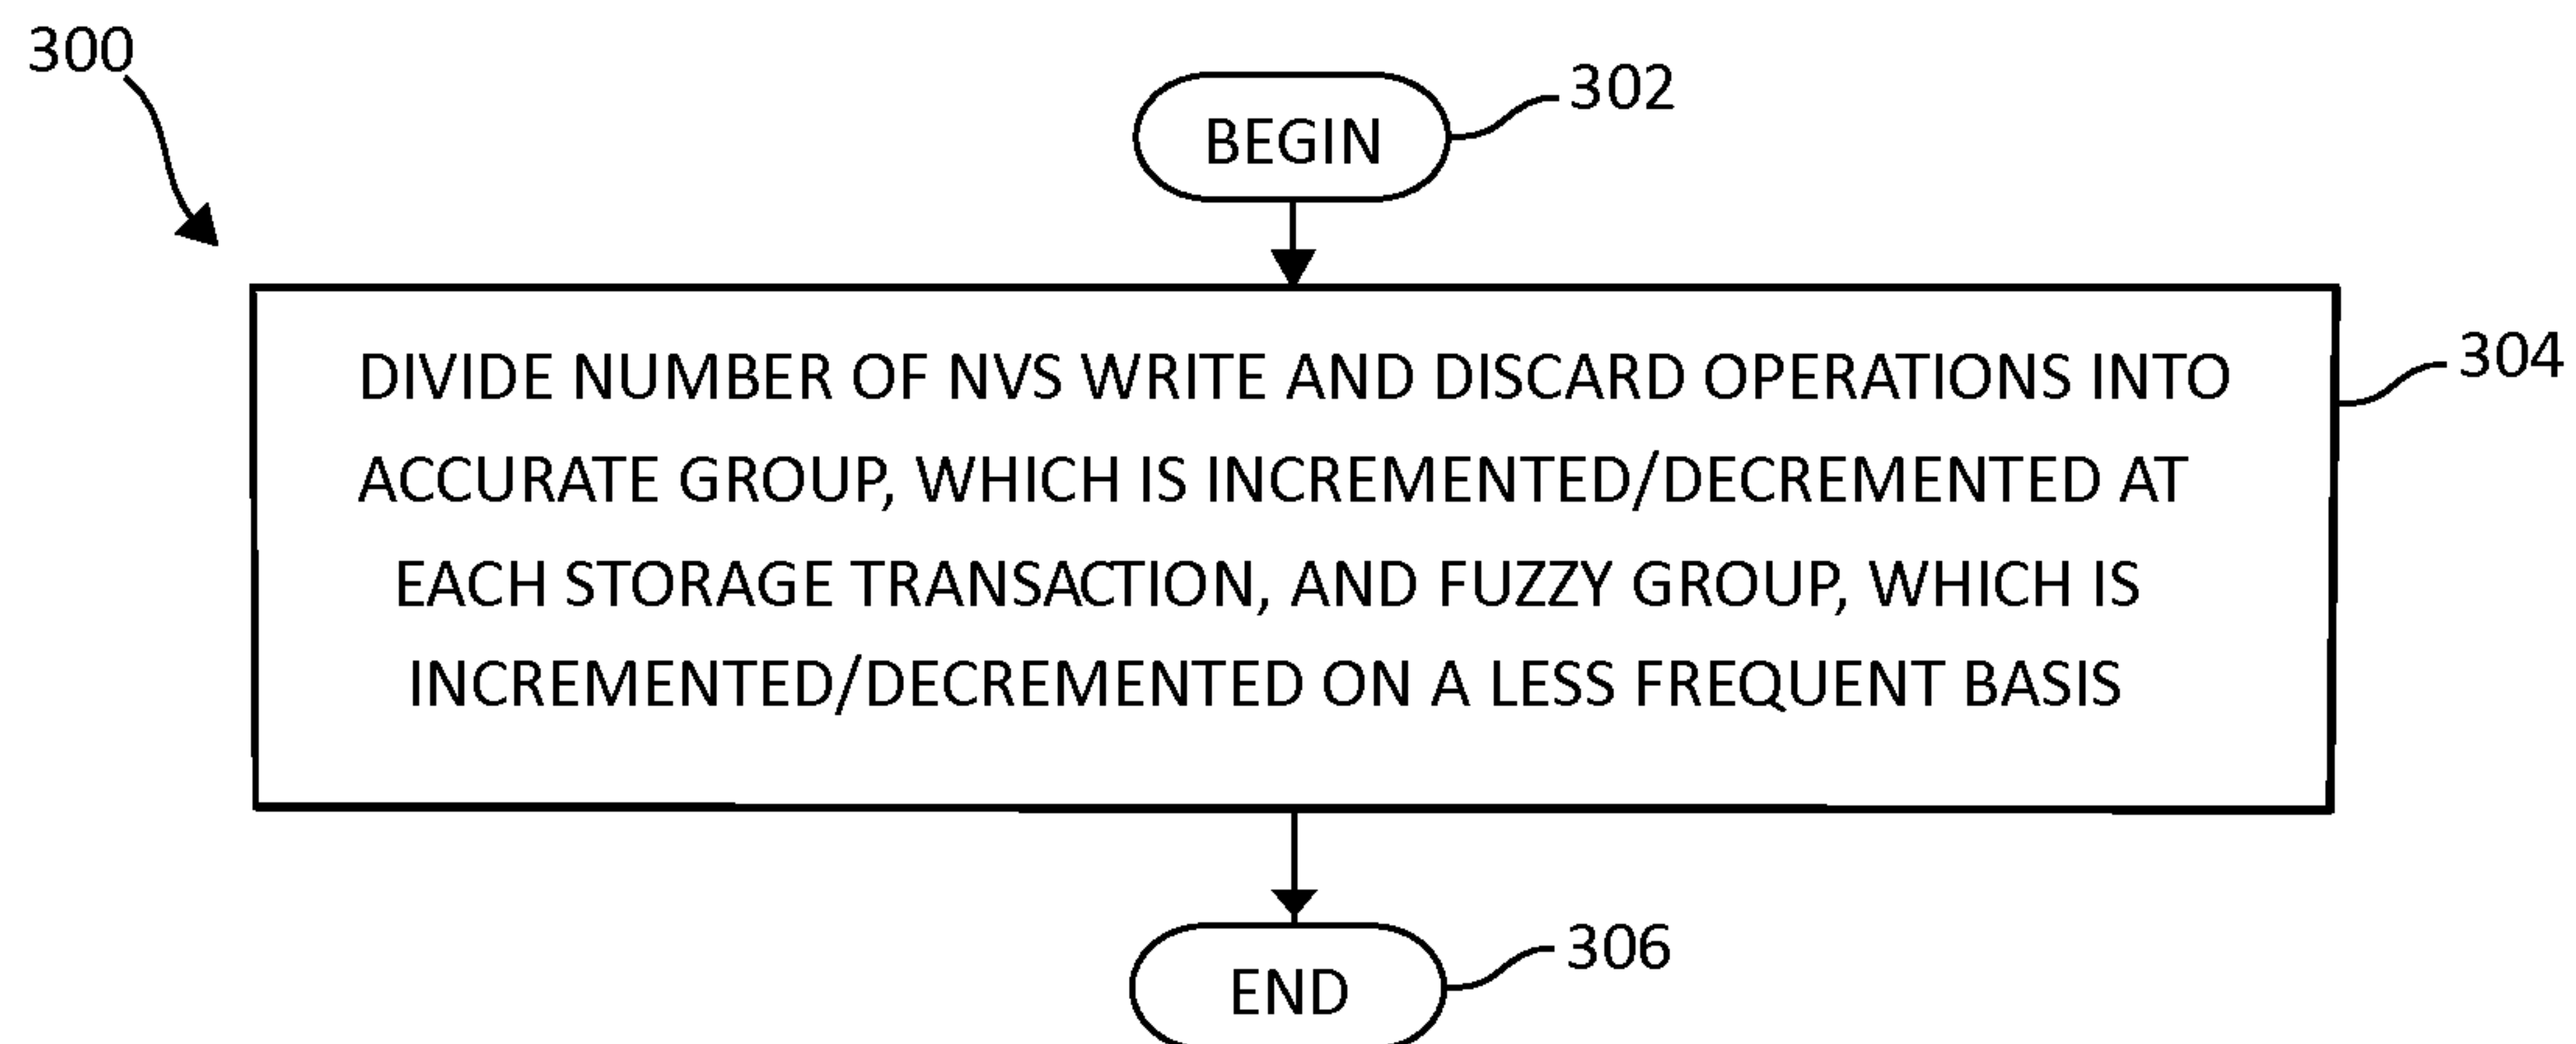 300
BEGIN
302
DIVIDE NUMBER OF NVS WRITE AND DISCARD OPERATIONS INTO
ACCURATE GROUP, WHICH IS INCREMENTED/DECREMENTED AT
EACH STORAGE TRANSACTION, AND FUZZY GROUP, WHICH IS
INCREMENTED/DECREMENTED ON A LESS FREQUENT BASIS
304
END
306